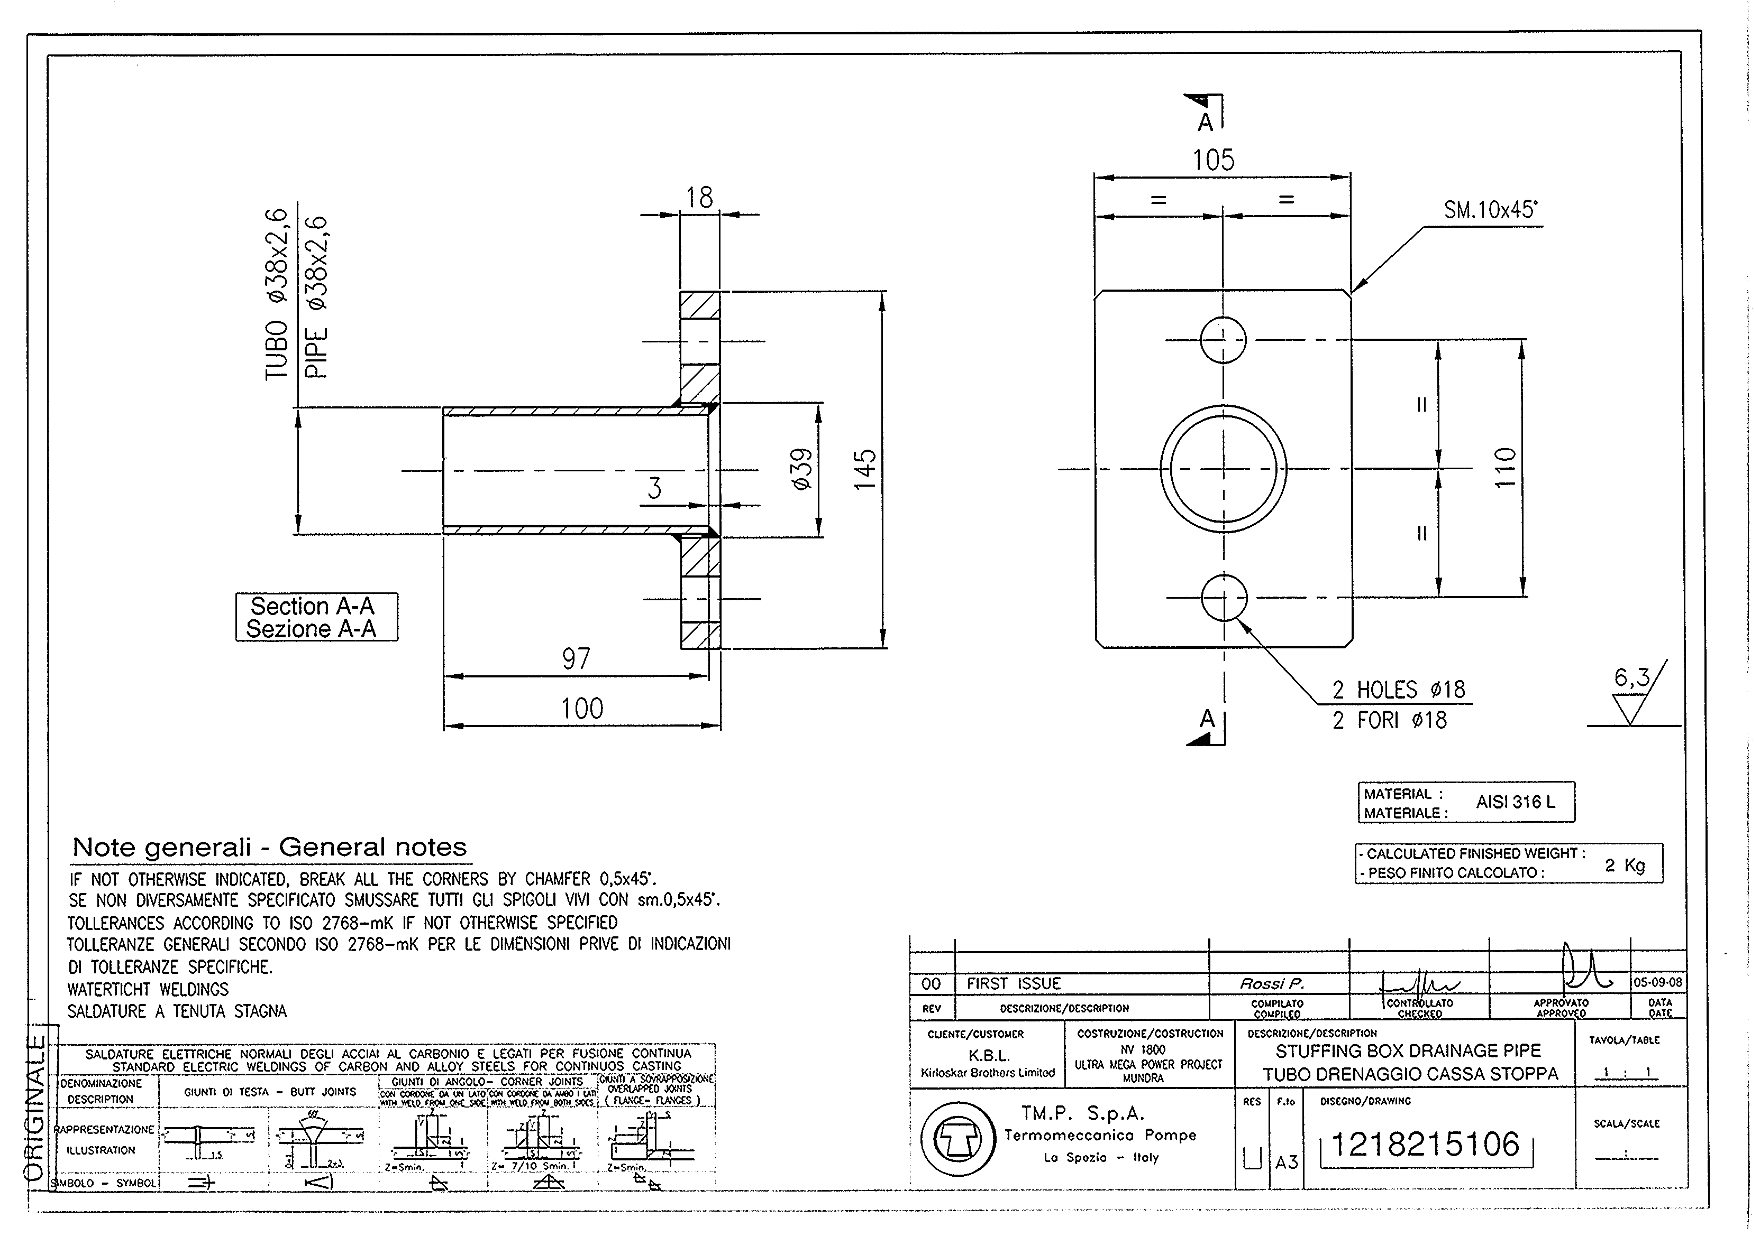 A
105
=
=
SM.10x45°
18
TUBO ø38x2,6
PIPE ø38x2,6
3
ø39
145
=
=
110
Section A-A
Sezione A-A
97
100
2 HOLES ø18
2 FORI ø18
A
6,3
MATERIAL :
MATERIALE :
AISI 316 L
- CALCULATED FINISHED WEIGHT :
- PESO FINITO CALCOLATO :
2 Kg
Note generali - General notes
IF NOT OTHERWISE INDICATED, BREAK ALL THE CORNERS BY CHAMFER 0,5x45°.
SE NON DIVERSAMENTE SPECIFICATO SMUSSARE TUTTI GLI SPIGOLI VIVI CON sm.0,5x45°.
TOLLERANCES ACCORDING TO ISO 2768-mK IF NOT OTHERWISE SPECIFIED
TOLLERANZE GENERALI SECONDO ISO 2768-mK PER LE DIMENSIONI PRIVE DI INDICAZIONI
DI TOLLERANZE SPECIFICHE.
WATERTICHT WELDINGS
SALDATURE A TENUTA STAGNA
ORIGINALE
SALDATURE ELETTRICHE NORMALI DEGLI ACCIAI AL CARBONIO E LEGATI PER FUSIONE CONTINUA
STANDARD ELECTRIC WELDINGS OF CARBON AND ALLOY STEELS FOR CONTINUOS CASTING
DENOMINAZIONE
DESCRIPTION
GIUNTI DI TESTA - BUTT JOINTS
GIUNTI DI ANGOLO- CORNER JOINTS
CON CORDONE DA UN LATO
WITH WELD FROM ONE SIDE
CON CORDONE DA AMBO I LATI
WITH WELD FROM BOTH SIDES
GIUNTI A SOVRAPPOSIZIONE
OVERLAPPED JOINTS
( FLANGE- FLANGES )
RAPPRESENTAZIONE
ILLUSTRATION
1.5
60°
2÷3
Z=Smin.
Z= 7/10 Smin.
Z=Smin.
SIMBOLO - SYMBOL
00
FIRST ISSUE
Rossi P.
05-09-08
REV
DESCRIZIONE/DESCRIPTION
COMPILATO
COMPILED
CONTROLLATO
CHECKED
APPROVATO
APPROVED
DATA
DATE
CLIENTE/CUSTOMER
K.B.L.
Kirloskar Brothers Limited
COSTRUZIONE/COSTRUCTION
NV 1800
ULTRA MEGA POWER PROJECT
MUNDRA
DESCRIZIONE/DESCRIPTION
STUFFING BOX DRAINAGE PIPE
TUBO DRENAGGIO CASSA STOPPA
TAVOLA/TABLE
1 : 1
T.M.P. S.p.A.
Termomeccanica Pompe
La Spezia - Italy
RES
U
F.to
A3
DISEGNO/DRAWING
1218215106
SCALA/SCALE
: